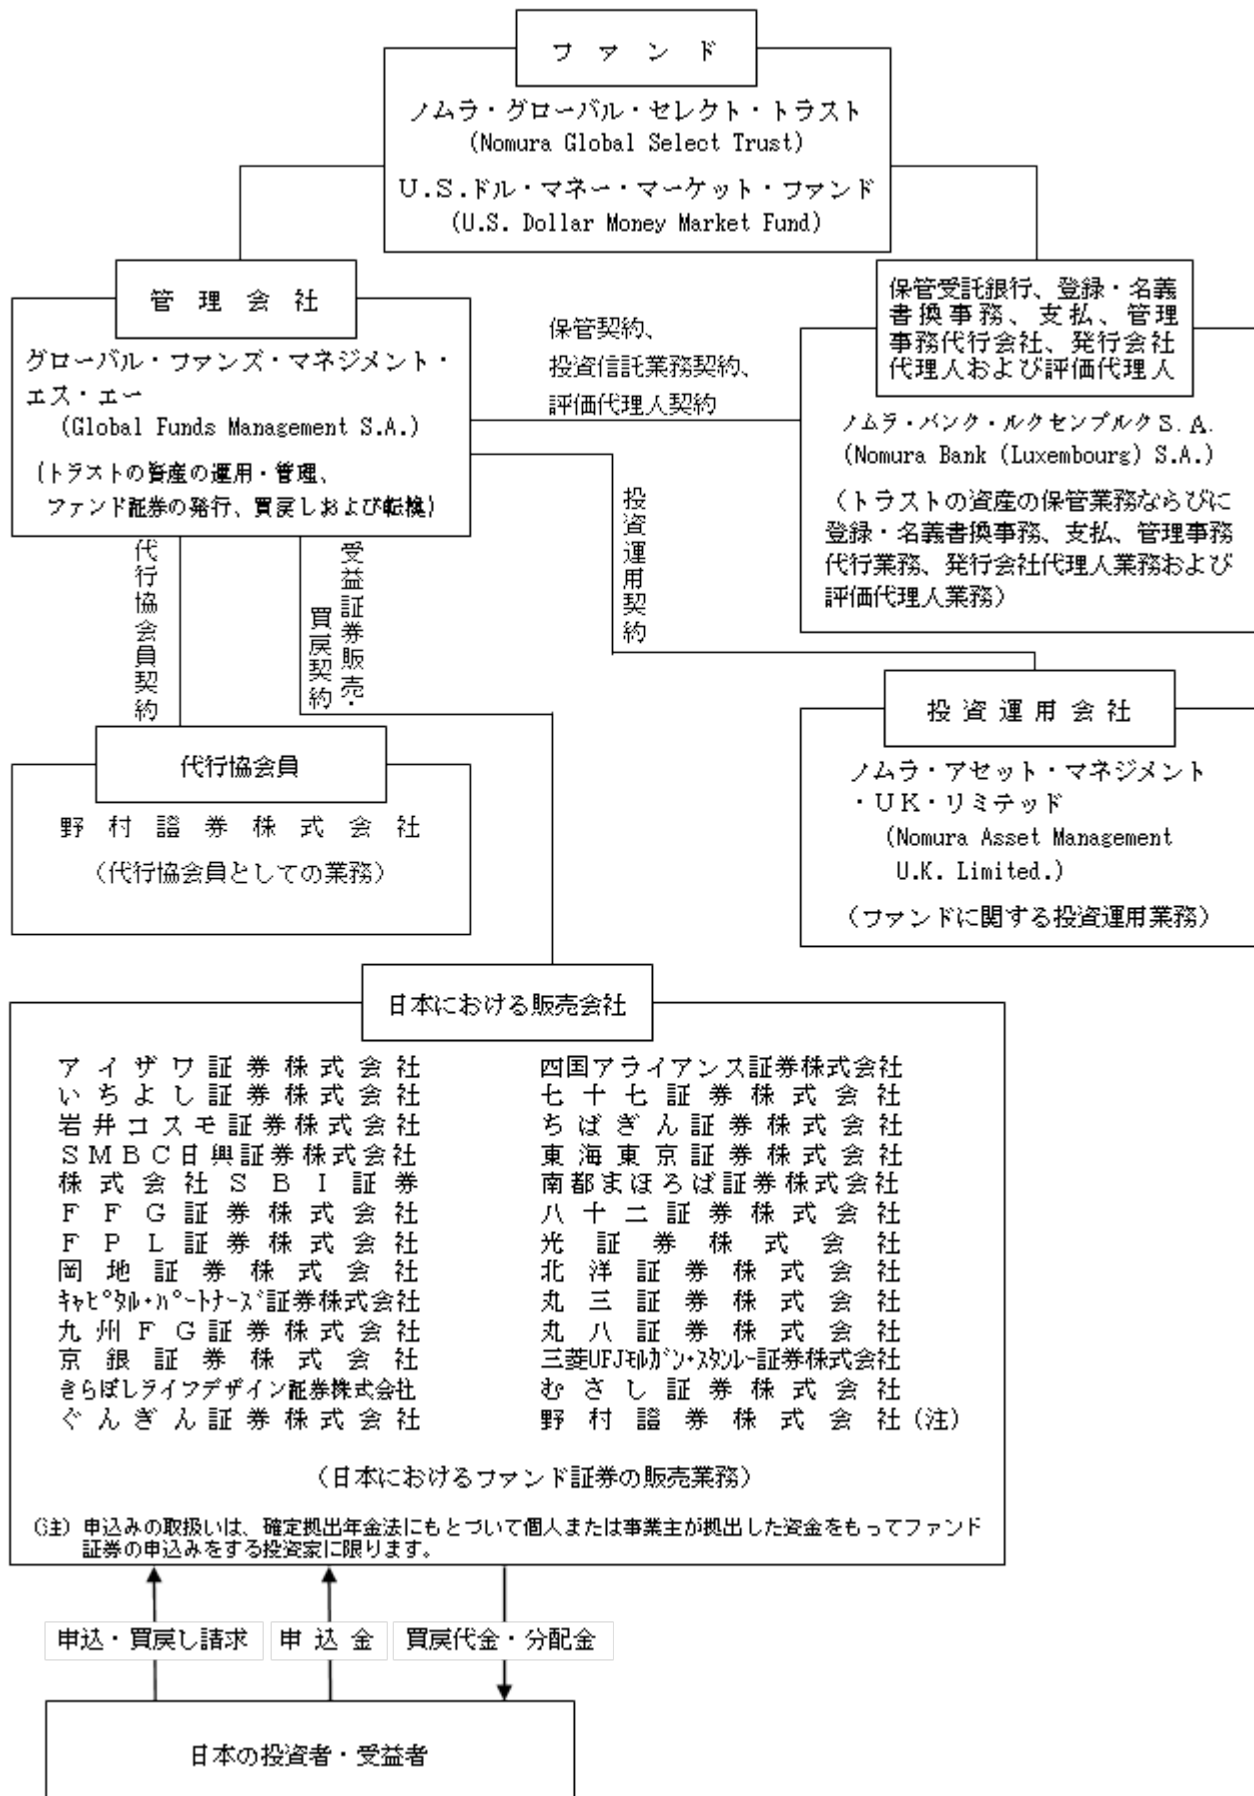 ファンド
ノムラ・グローバル・セレクト・トラスト
(Nomura Global Select Trust)
U.S.ドル・マネー・マーケット・ファンド
(U.S. Dollar Money Market Fund)
管理会社
グローバル・ファンズ・マネジメント・
エス・エー
(Global Funds Management S.A.)
(トラストの資産の運用・管理、
ファンド証券の発行、買戻しおよび転換)
保管契約、
投資信託業務契約、
評価代理人契約
保管受託銀行、登録・名義
書換事務、支払、管理
事務代行会社、発行会社
代理人および評価代理人
ノムラ・バンク・ルクセンブルクS.A.
(Nomura Bank (Luxembourg) S.A.)
(トラストの資産の保管業務ならびに
登録・名義書換事務、支払、管理事務
代行業務、発行会社代理人業務および
評価代理人業務)
代行協会員契約
受益証券販売・
買戻契約
投資運用契約
代行協会員
野村證券株式会社
(代行協会員としての業務)
投資運用会社
ノムラ・アセット・マネジメント
・UK・リミテッド
(Nomura Asset Management
U.K. Limited.)
(ファンドに関する投資運用業務)
日本における販売会社
アイザワ証券株式会社
いちよし証券株式会社
岩井コスモ証券株式会社
SMBC日興証券株式会社
株式会社SBI証券
FFG証券株式会社
FPL証券株式会社
岡地証券株式会社
キャピタル・パートナーズ証券株式会社
九州FG証券株式会社
京銀証券株式会社
きらぼしライフデザイン証券株式会社
ぐんぎん証券株式会社
四国アライアンス証券株式会社
七十七証券株式会社
ちばぎん証券株式会社
東海東京証券株式会社
南都まほろば証券株式会社
八十二証券株式会社
光証券株式会社
北洋証券株式会社
丸三証券株式会社
丸八証券株式会社
三菱UFJモルガン・スタンレー証券株式会社
むさし証券株式会社
野村證券株式会社(注)
(日本におけるファンド証券の販売業務)
(注) 申込みの取扱いは、確定拠出年金法にもとづいて個人または事業主が拠出した資金をもってファンド
証券の申込みをする投資家に限ります。
申込・買戻し請求
申込金
買戻代金・分配金
日本の投資者・受益者